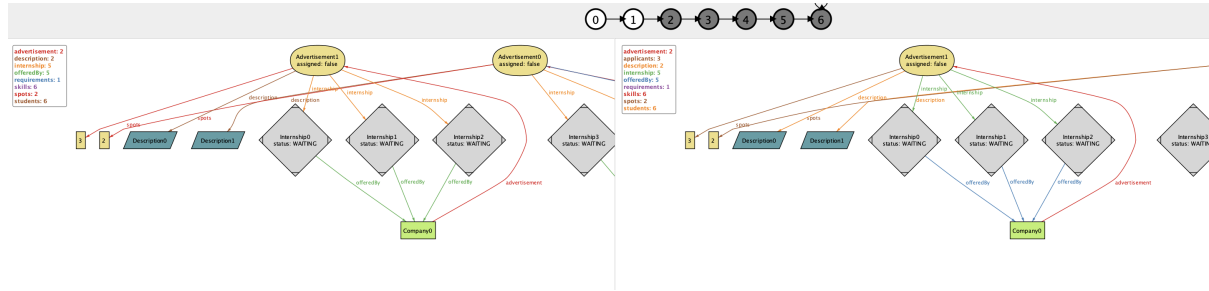 0 1 2 3 4 5 6
advertisement: 2
description: 2
internship: 5
offeredBy: 5
requirements: 1
skills: 6
spots: 2
students: 6
Advertisement1
assigned: false
Advertisement0
assigned: false
internship
internship
internship
internship
internship
description
description
spots
spots
3
2
Description0
Description1
Internship0
status: WAITING
Internship1
status: WAITING
Internship2
status: WAITING
Internship3
status: WAITING
offeredBy
offeredBy
offeredBy
advertisement
Company0
advertisement: 2
applicants: 3
description: 2
internship: 5
offeredBy: 5
requirements: 1
skills: 6
spots: 2
students: 6
Advertisement1
assigned: false
internship
internship
internship
description
description
spots
spots
3
2
Description0
Description1
Internship0
status: WAITING
Internship1
status: WAITING
Internship2
status: WAITING
Internship3
status: WAITING
offeredBy
offeredBy
offeredBy
advertisement
Company0